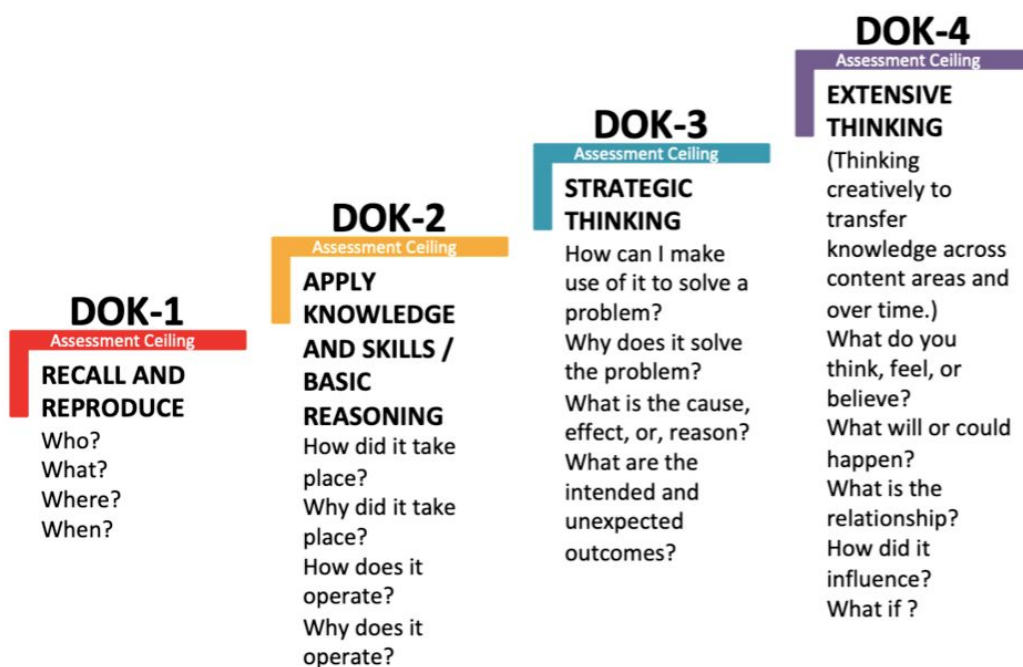 DOK-1
Assessment Ceiling
RECALL AND
REPRODUCE
Who?
What?
Where?
When?
DOK-2
Assessment Ceiling
APPLY
KNOWLEDGE
AND SKILLS /
BASIC
REASONING
How did it take
place?
Why did it take
place?
How does it
operate?
Why does it
operate?
DOK-3
Assessment Ceiling
STRATEGIC
THINKING
How can I make
use of it to solve a
problem?
Why does it solve
the problem?
What is the cause,
effect, or, reason?
What are the
intended and
unexpected
outcomes?
DOK-4
Assessment Ceiling
EXTENSIVE
THINKING
(Thinking
creatively to
transfer
knowledge across
content areas and
over time.)
What do you
think, feel, or
believe?
What will or could
happen?
What is the
relationship?
How did it
influence?
What if ?